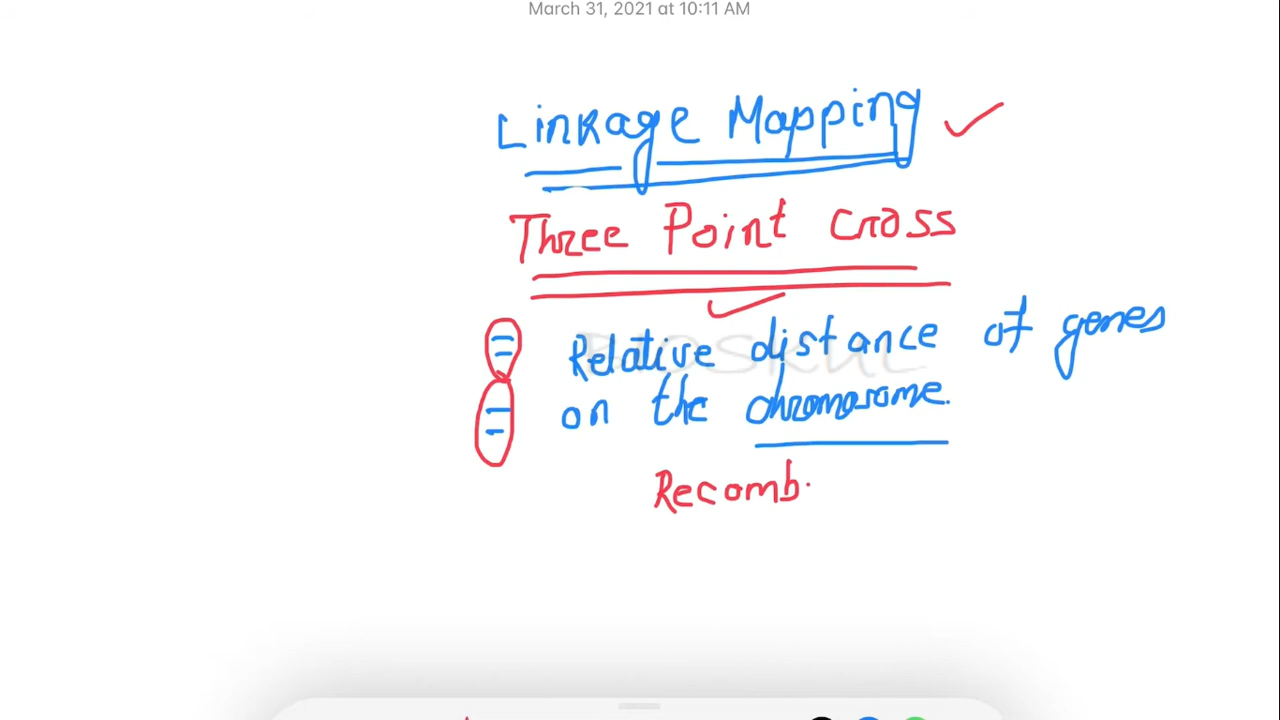 March 31, 2021 at 10:11 AM
Linkage Mapping
Three Point Cross
Relative distance of genes
on the chromosome.
Recomb.
BIOSKUL